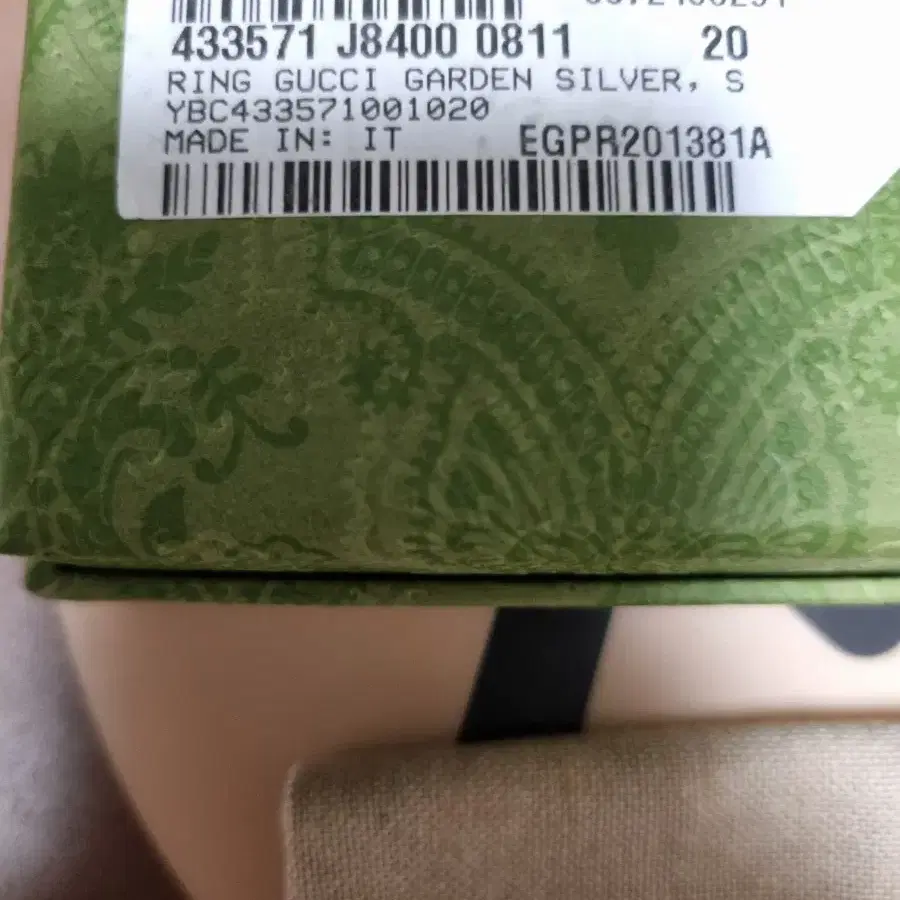 433571 J8400 0811 20
RING GUCCI GARDEN SILVER, S
YBC433571001020
MADE IN: IT EGPR201381A